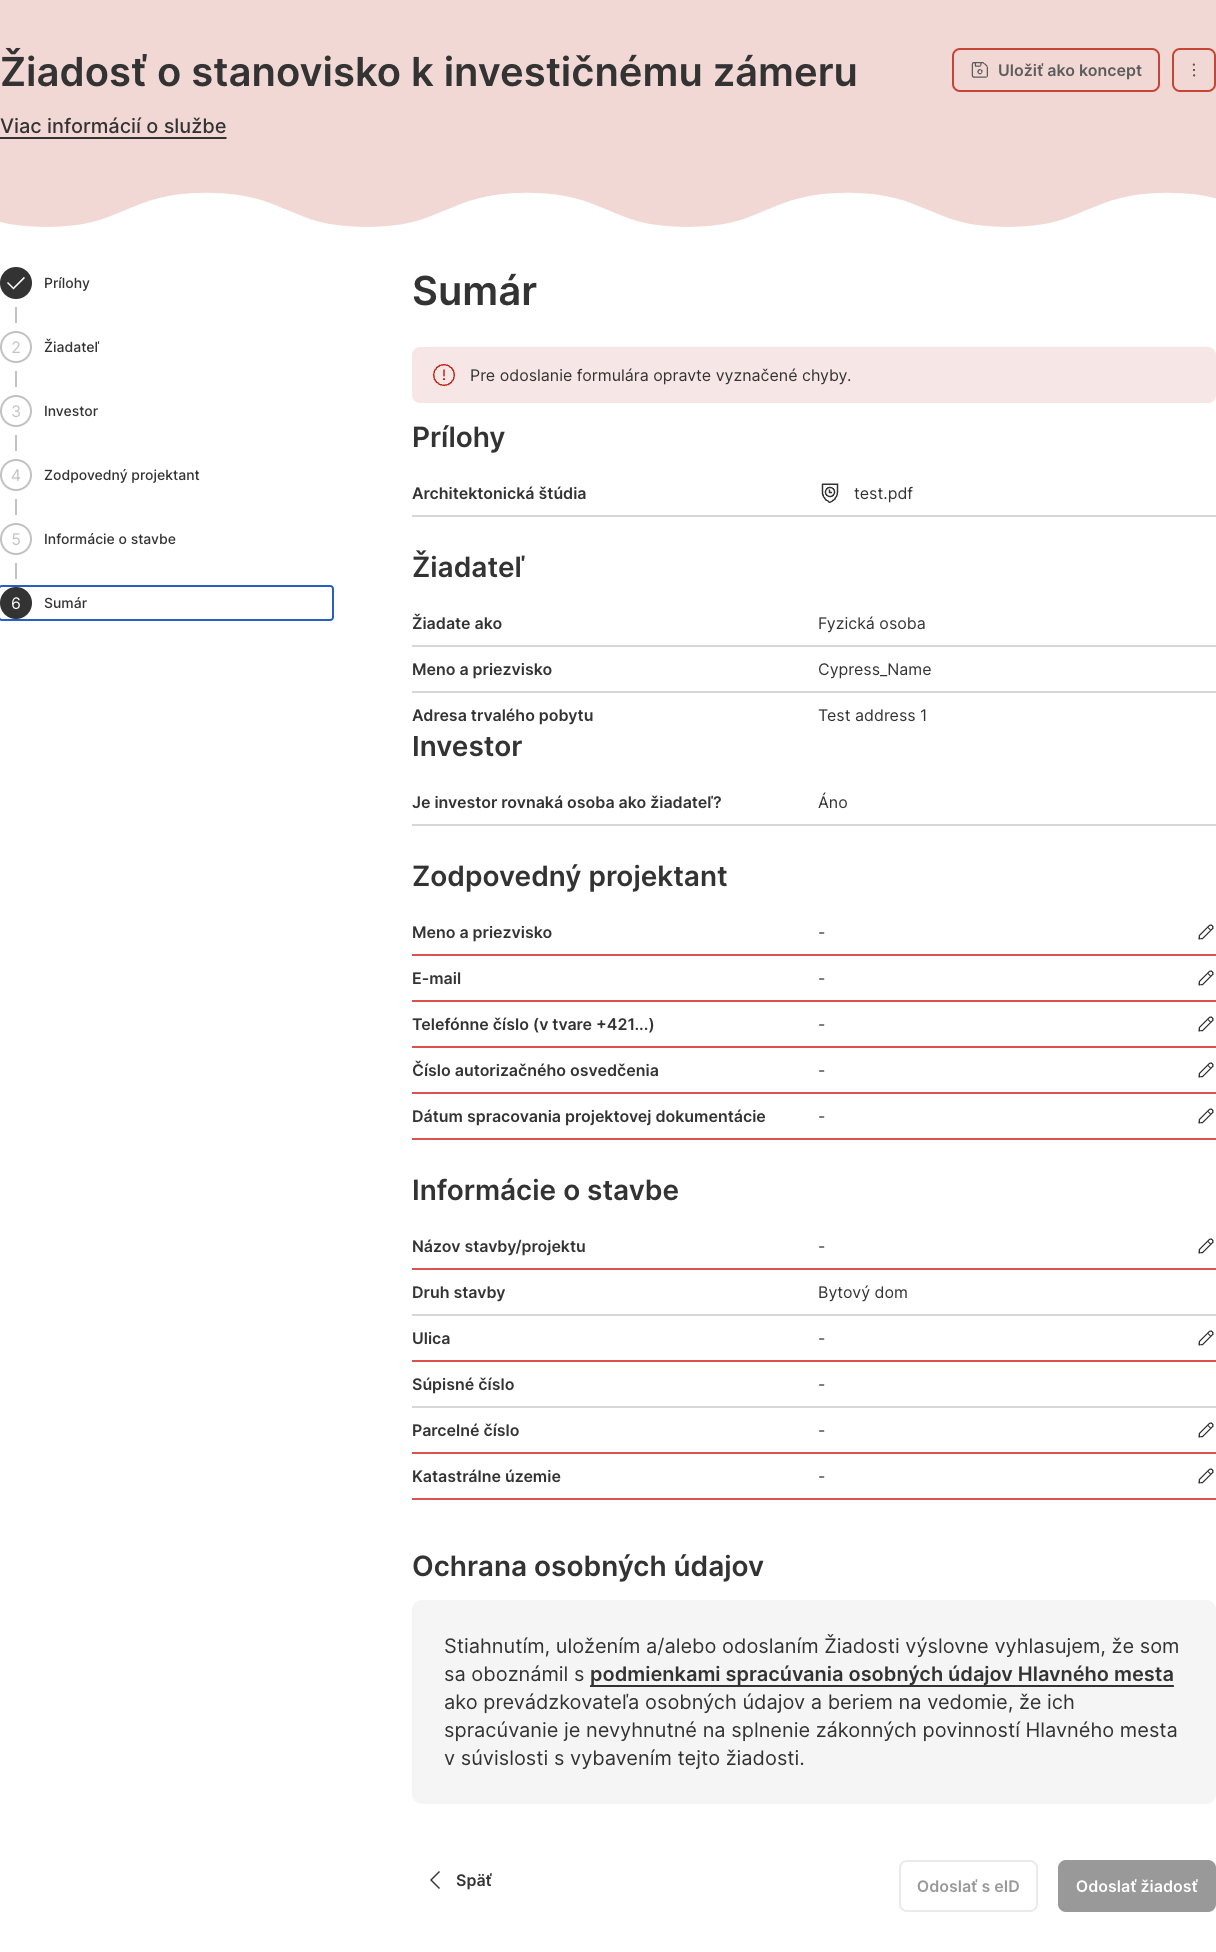 Žiadosť o stanovisko k investičnému zámeru
Uložiť ako koncept
Viac informácií o službe
Prílohy
2 Žiadateľ
3 Investor
4 Zodpovedný projektant
5 Informácie o stavbe
6 Sumár
Sumár
Pre odoslanie formulára opravte vyznačené chyby.
Prílohy
Architektonická štúdia test.pdf
Žiadateľ
Žiadate ako Fyzická osoba
Meno a priezvisko Cypress_Name
Adresa trvalého pobytu Test address 1
Investor
Je investor rovnaká osoba ako žiadateľ? Áno
Zodpovedný projektant
Meno a priezvisko -
E-mail -
Telefónne číslo (v tvare +421...) -
Číslo autorizačného osvedčenia -
Dátum spracovania projektovej dokumentácie -
Informácie o stavbe
Názov stavby/projektu -
Druh stavby Bytový dom
Ulica -
Súpisné číslo -
Parcelné číslo -
Katastrálne územie -
Ochrana osobných údajov
Stiahnutím, uložením a/alebo odoslaním Žiadosti výslovne vyhlasujem, že som
sa oboznámil s podmienkami spracúvania osobných údajov Hlavného mesta
ako prevádzkovateľa osobných údajov a beriem na vedomie, že ich
spracúvanie je nevyhnutné na splnenie zákonných povinností Hlavného mesta
v súvislosti s vybavením tejto žiadosti.
Späť
Odoslať s eID
Odoslať žiadosť